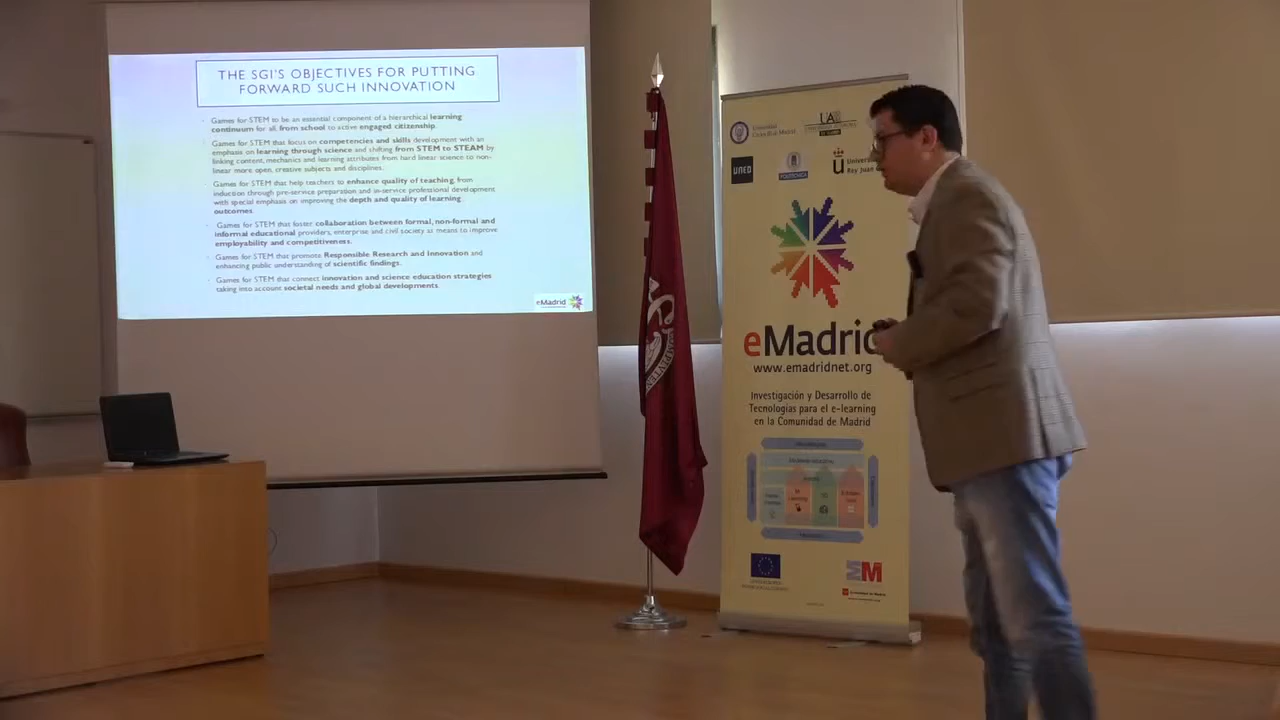 THE SGI'S OBJECTIVES FOR PUTTING
FORWARD SUCH INNOVATION
Games for STEM to be an essential component of a hierarchical learning
continuum for all, from school to active engaged citizenship.
Games for STEM that focus on competencies and skills development with an
emphasis on learning through science and shifting from STEM to STEAM by
linking content, mechanics and learning attributes from hard linear science to non-
linear more, open, creative subjects and disciplines.
Games for STEM that help teachers to enhance quality of teaching, from
induction through pre-service preparation and in-service professional development
with special emphasis on improving the depth and quality of learning
outcomes.
Games for STEM that foster collaboration between formal, non-formal and
informal educational providers, enterprise and civil society as means to improve
employability and competitiveness.
Games for STEM that promote Responsible Research and Innovation and
enhancing public understanding of scientific findings.
Games for STEM that connect innovation and science education strategies
taking into account societal needs and global developments.
eMadrid
UNED
POLITÉCNICA
Rey Juan
eMadrid
www.emadridnet.org
Investigación y Desarrollo de
Tecnologías para el e-learning
en la Comunidad de Madrid